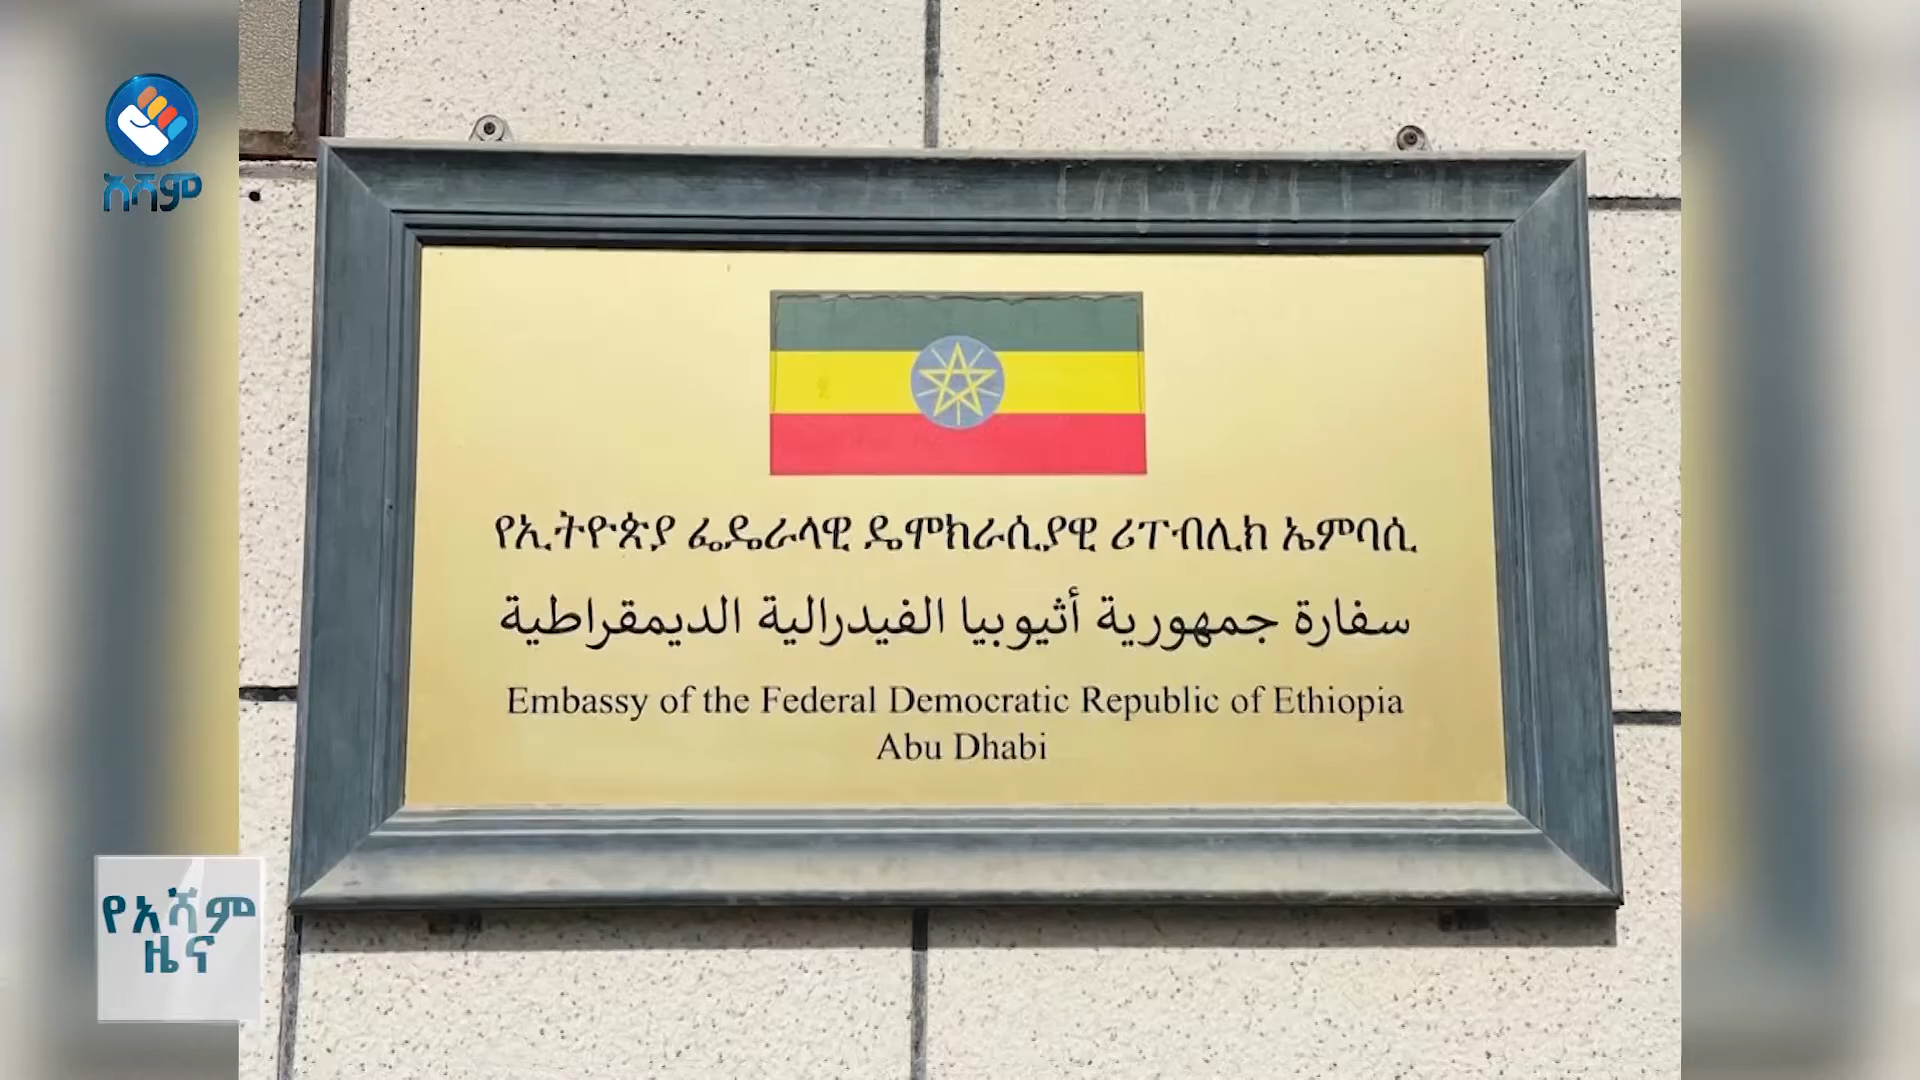 አሻም
የኢትዮጵያ ፌዴራላዊ ዴሞክራሲያዊ ሪፐብሊክ ኤምባሲ
سفارة جمهورية أثيوبيا الفيدرالية الديمقراطية
Embassy of the Federal Democratic Republic of Ethiopia
Abu Dhabi
የአሻም
ዜና